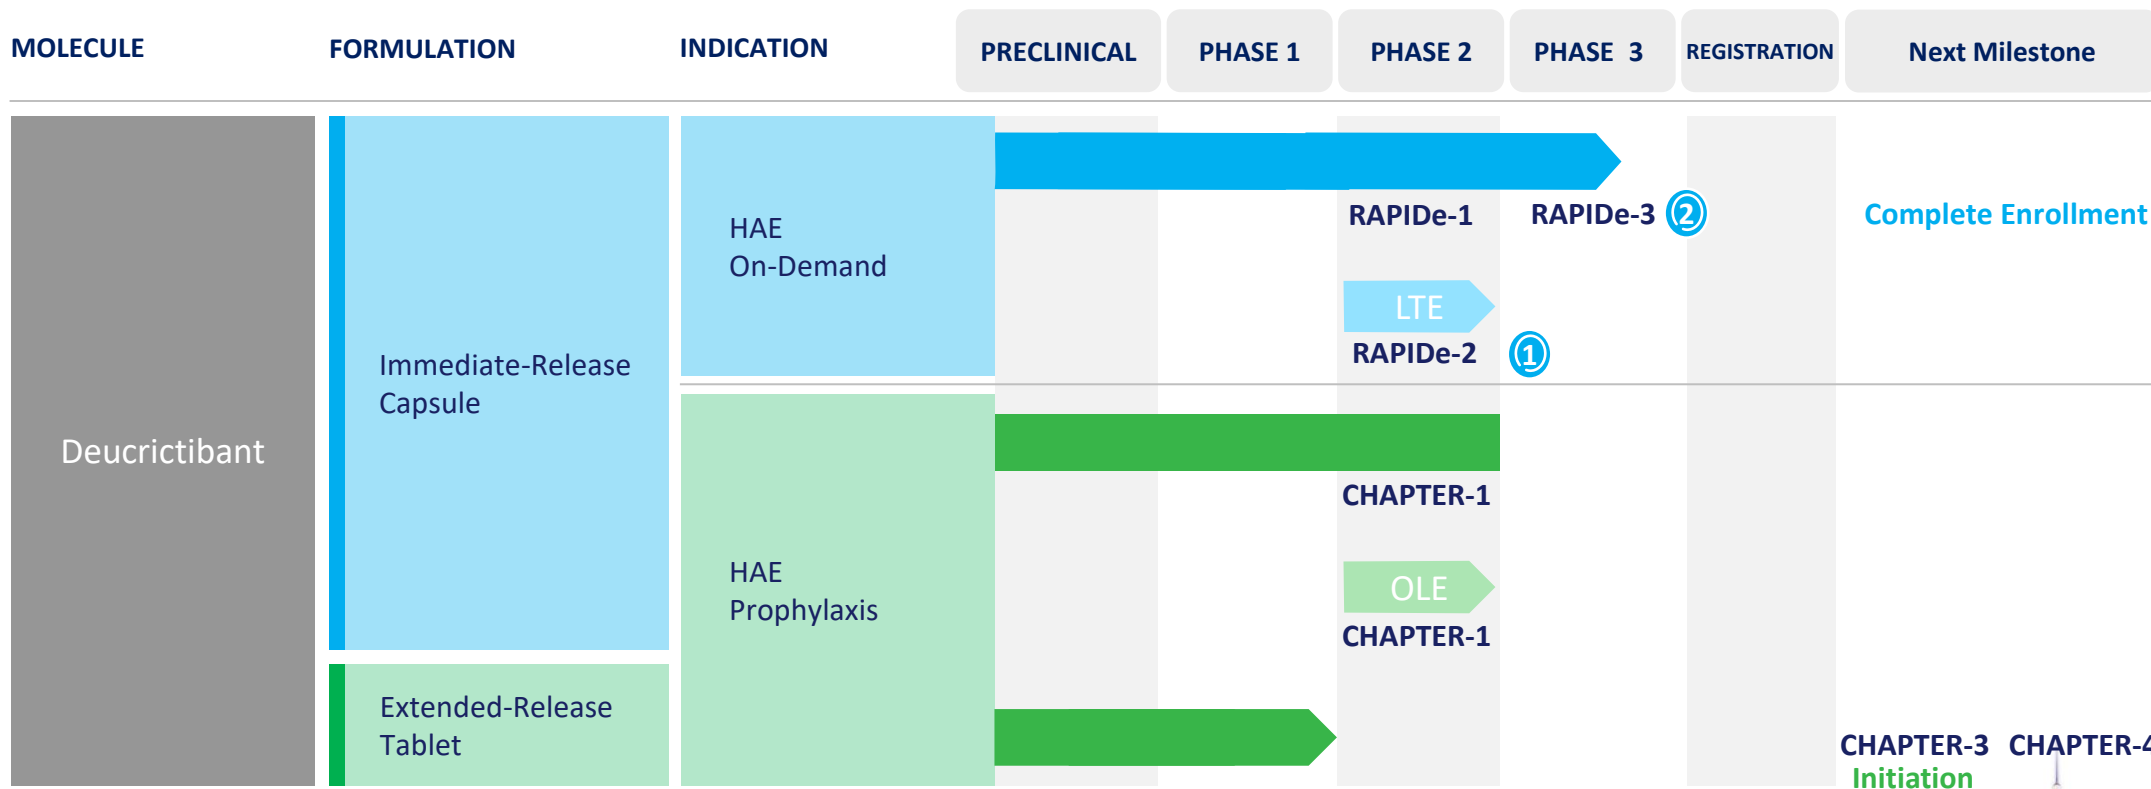 MOLECULE
FORMULATION
INDICATION
PRECLINICAL
PHASE 1
PHASE 2
PHASE 3
REGISTRATION
Next Milestone
Deucrictibant
Immediate-Release
Capsule
HAE
On-Demand
RAPIDe-1
RAPIDe-3
2
Complete Enrollment
LTE
RAPIDe-2
1
HAE
Prophylaxis
CHAPTER-1
OLE
CHAPTER-1
Extended-Release
Tablet
CHAPTER-3 CHAPTER-4
Initiation